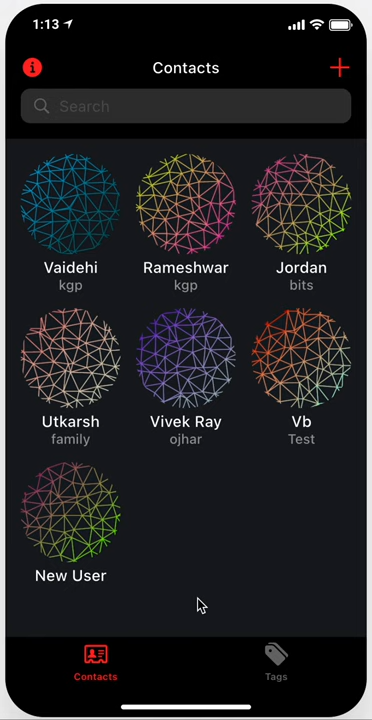 1:13
Contacts
Search
Vaidehi
kgp
Rameshwar
kgp
Jordan
bits
Utkarsh
family
Vivek Ray
ojhar
Vb
Test
New User
Contacts
Tags